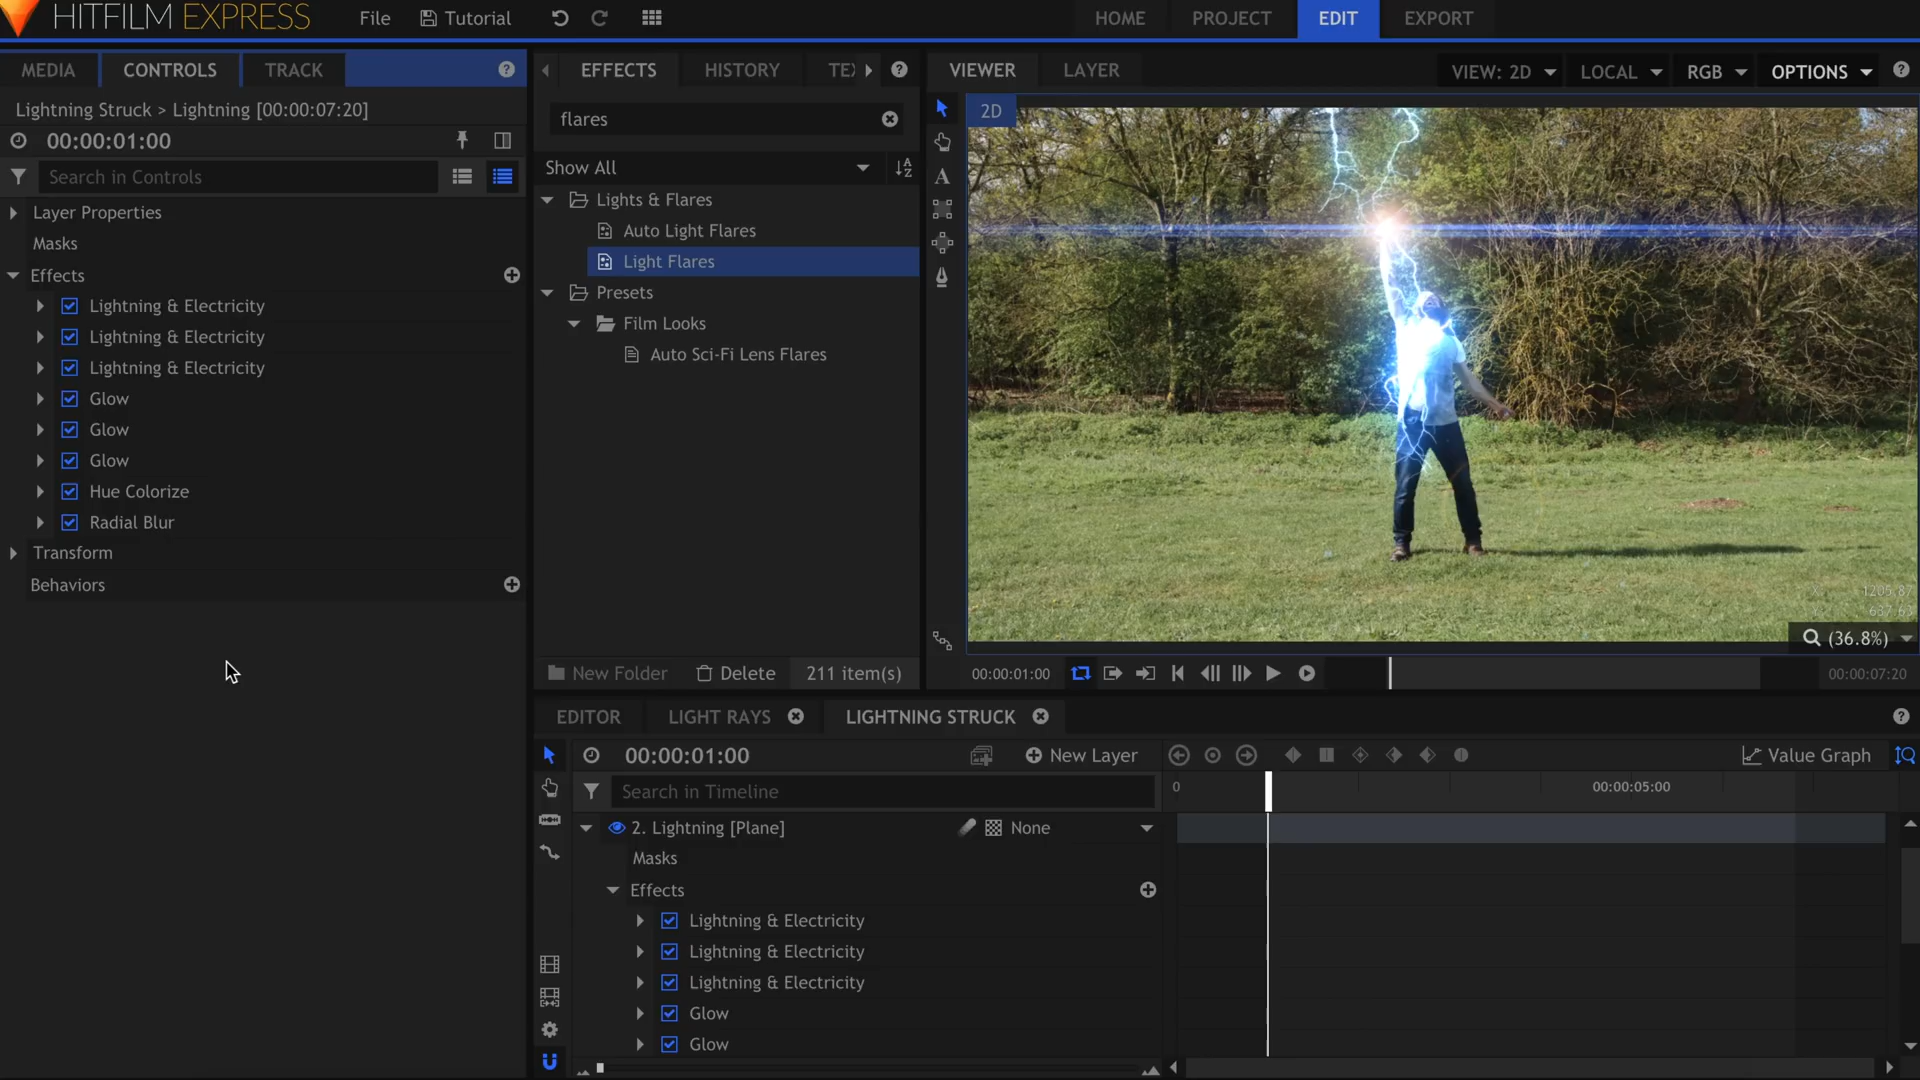 HITFILM EXPRESS
File
Tutorial
HOME
PROJECT
EDIT
EXPORT
MEDIA
CONTROLS
TRACK
Lightning Struck > Lightning [00:00:07:20]
00:00:01:00
Search in Controls
Layer Properties
Masks
Effects
Lightning & Electricity
Lightning & Electricity
Lightning & Electricity
Glow
Glow
Glow
Hue Colorize
Radial Blur
Transform
Behaviors
EFFECTS
HISTORY
flares
Show All
Lights & Flares
Auto Light Flares
Light Flares
Presets
Film Looks
Auto Sci-Fi Lens Flares
New Folder
Delete
211 item(s)
VIEWER
LAYER
VIEW: 2D
LOCAL
RGB
OPTIONS
2D
(36.8%)
00:00:01:00
00:00:07:20
EDITOR
LIGHT RAYS
LIGHTNING STRUCK
00:00:01:00
New Layer
Value Graph
Search in Timeline
0
00:00:05:00
2. Lightning [Plane]
None
Masks
Effects
Lightning & Electricity
Lightning & Electricity
Lightning & Electricity
Glow
Glow